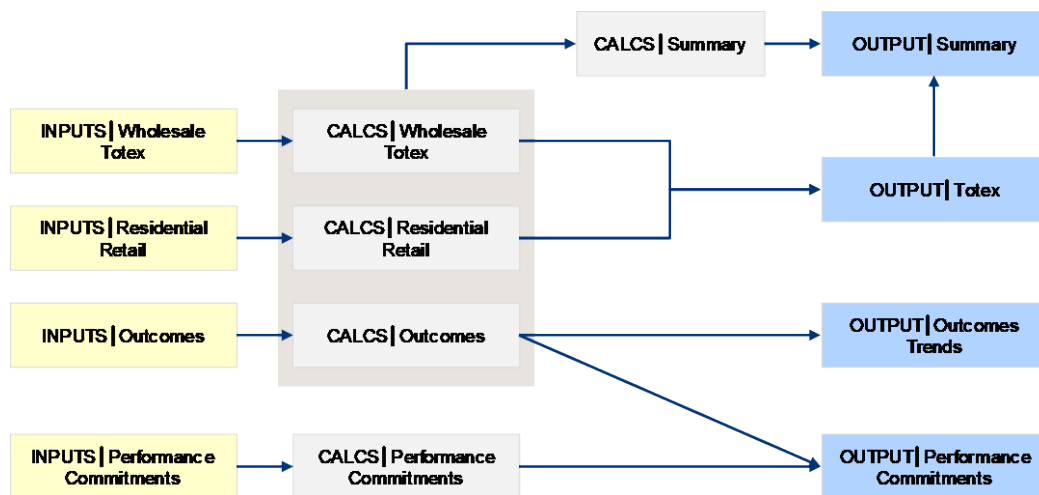 CALCS | Summary
OUTPUT | Summary
INPUTS | Wholesale
Totex
CALCS | Wholesale
Totex
OUTPUT | Totex
INPUTS | Residential
Retail
CALCS | Residential
Retail
INPUTS | Outcomes
CALCS | Outcomes
OUTPUT | Outcomes
Trends
INPUTS | Performance
Commitments
CALCS | Performance
Commitments
OUTPUT | Performance
Commitments